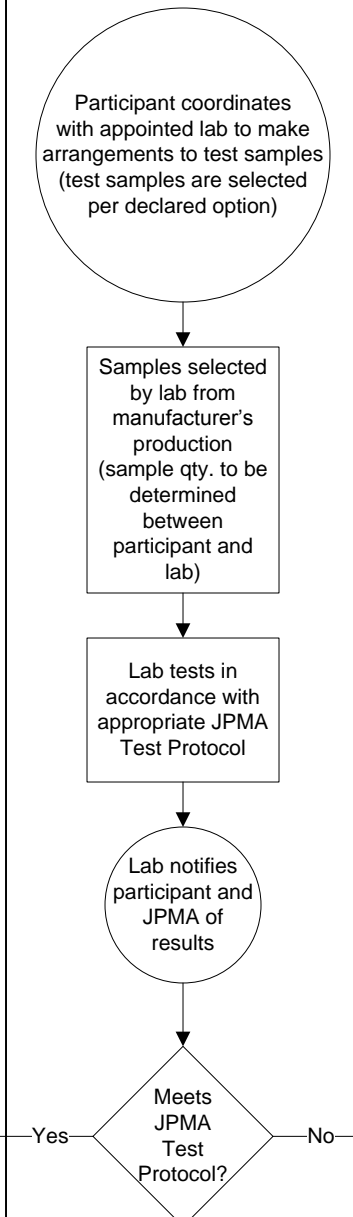 Participant coordinates
with appointed lab to make
arrangements to test samples
(test samples are selected
per declared option)
Samples selected
by lab from
manufacturer's
production
(sample qty. to be
determined
between
participant and
lab)
Lab tests in
accordance with
appropriate JPMA
Test Protocol
Lab notifies
participant and
JPMA of
results
Meets
JPMA
Test
Protocol?
Yes
No